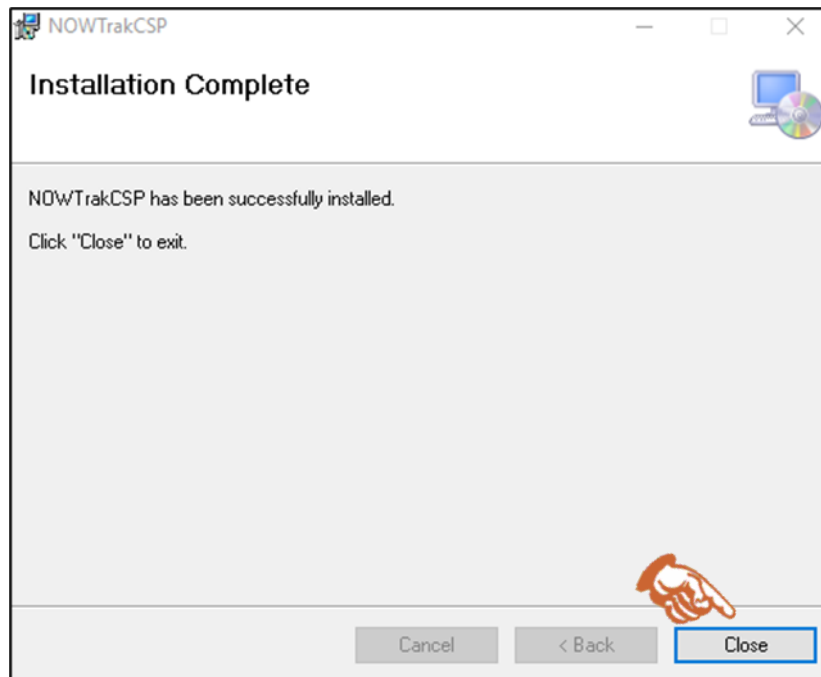 NOWTrakCSP
Installation Complete
NOWTrakCSP has been successfully installed.
Click "Close" to exit.
Cancel
< Back
Close